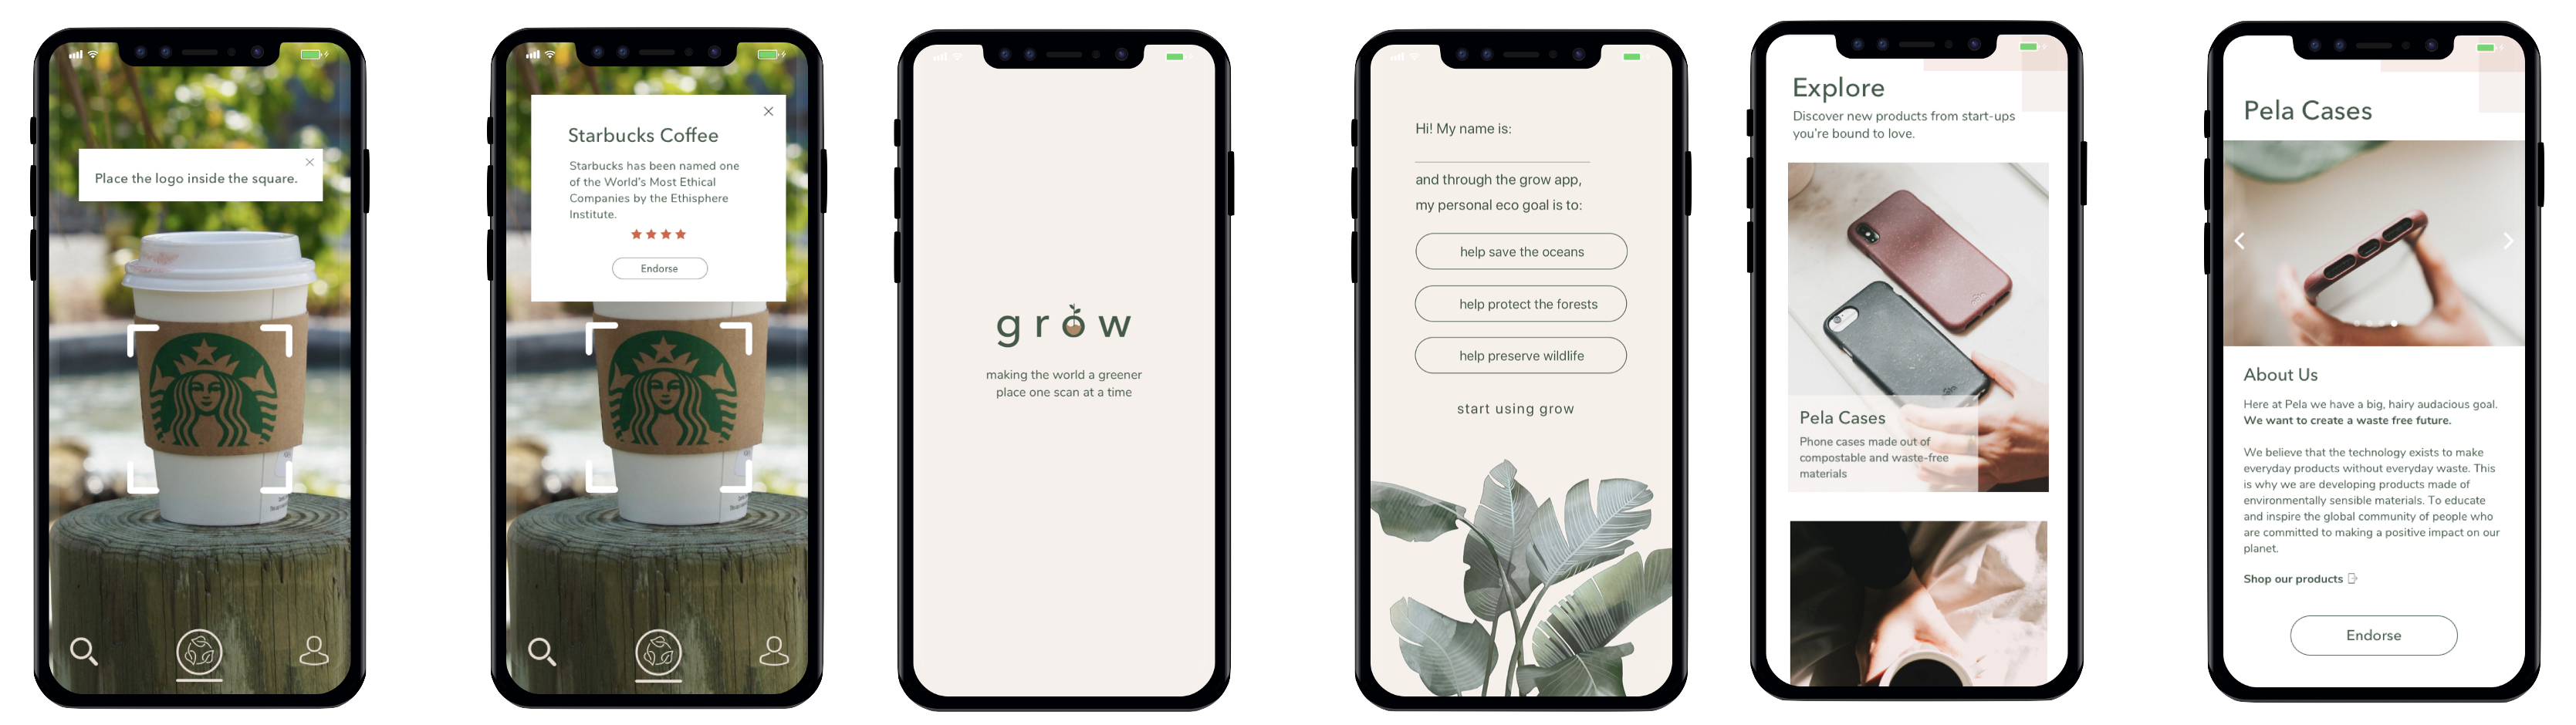 Place the logo inside the square.
Starbucks Coffee
Starbucks has been named one
of the World's Most Ethical
Companies by the Ethisphere
Institute.
Endorse
grow
making the world a greener
place one scan at a time
Hi! My name is:
and through the grow app,
my personal eco goal is to:
help save the oceans
help protect the forests
help preserve wildlife
start using grow
Explore
Discover new products from start-ups
you're bound to love.
Pela Cases
Phone cases made out of
compostable and waste-free
materials
Pela Cases
About Us
Here at Pela we have a big, hairy audacious goal.
We want to create a waste free future.
We believe that the technology exists to make
everyday products without everyday waste. This
is why we are developing products made of
environmentally sensible materials. To educate
and inspire the global community of people who
are committed to making a positive impact on our
planet.
Shop our products
Endorse